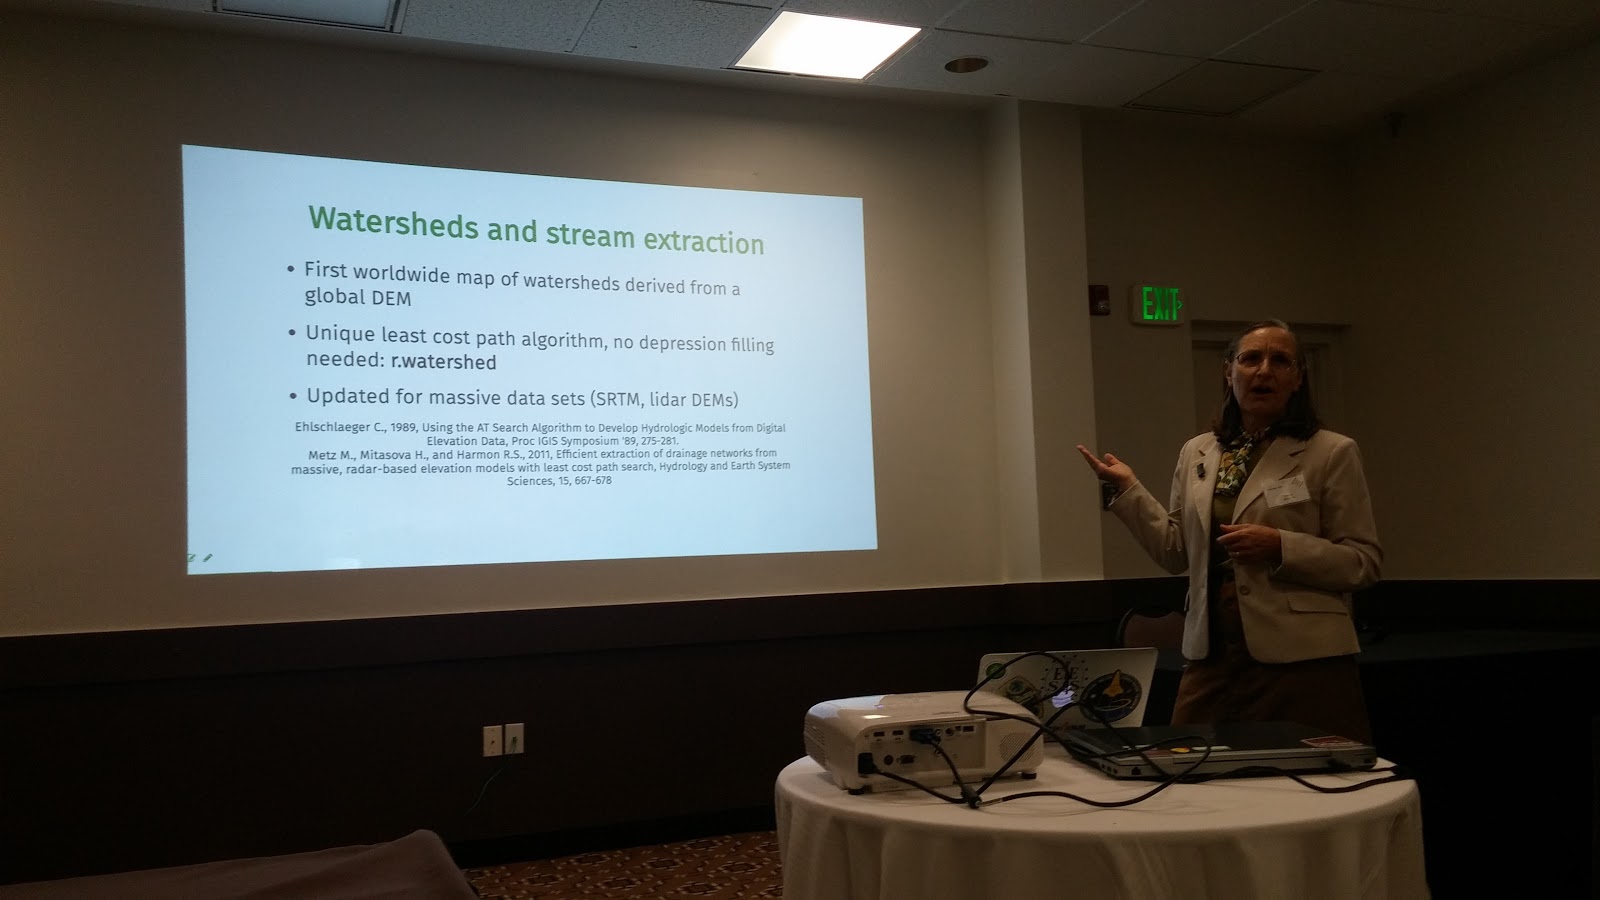 Watersheds and stream extraction
• First worldwide map of watersheds derived from a
global DEM
• Unique least cost path algorithm, no depression filling
needed: r.watershed
• Updated for massive data sets (SRTM, lidar DEMs)
Ehlschlaeger C., 1989, Using the AT Search Algorithm to Develop Hydrologic Models from Digital
Elevation Data, Proc IGIS Symposium '89, 275-281.
Metz M., Mitasova H., and Harmon R.S., 2011, Efficient extraction of drainage networks from
massive, radar-based elevation models with least cost path search, Hydrology and Earth System
Sciences, 15, 667-678
EXIT